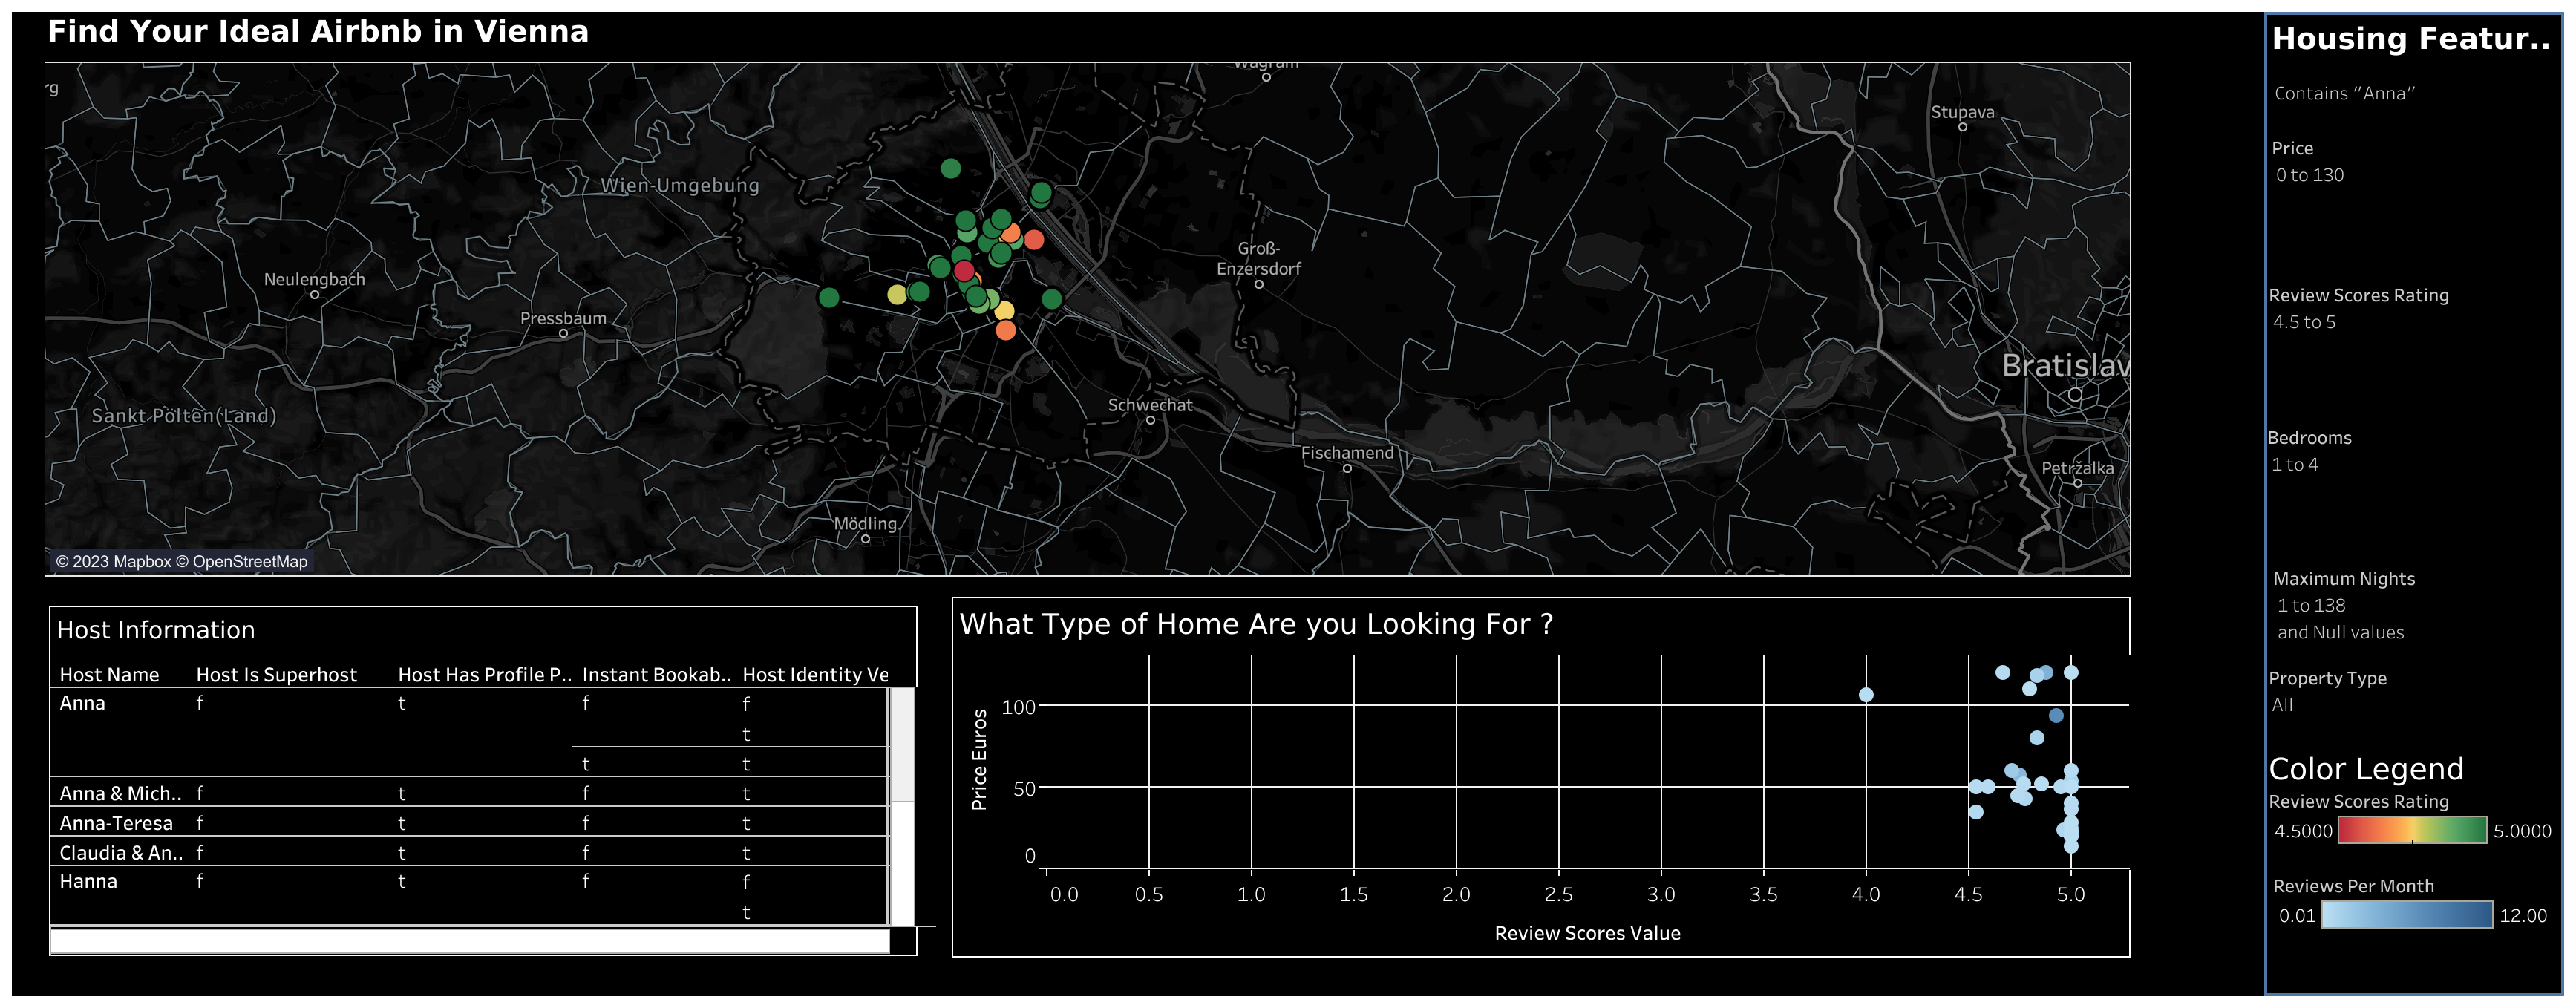 Find Your Ideal Airbnb in Vienna
rg
Wagram
Stupava
Wien-Umgebung
Groß-
Enzersdorf
Neulengbach
Pressbaum
Bratislav
Sankt Pölten(Land)
Schwechat
Fischamend
Petržalka
Mödling
© 2023 Mapbox © OpenStreetMap
Host Information
Host Name Host Is Superhost Host Has Profile P.. Instant Bookab.. Host Identity Ve
Anna f t f f
t
t t
Anna & Mich.. f t f t
Anna-Teresa f t f t
Claudia & An.. f t f t
Hanna f t f f
t
What Type of Home Are you Looking For ?
Price Euros
100
50
0
0.0 0.5 1.0 1.5 2.0 2.5 3.0 3.5 4.0 4.5 5.0
Review Scores Value
Housing Featur..
Contains "Anna"
Price
0 to 130
Review Scores Rating
4.5 to 5
Bedrooms
1 to 4
Maximum Nights
1 to 138
and Null values
Property Type
All
Color Legend
Review Scores Rating
4.5000 5.0000
Reviews Per Month
0.01 12.00